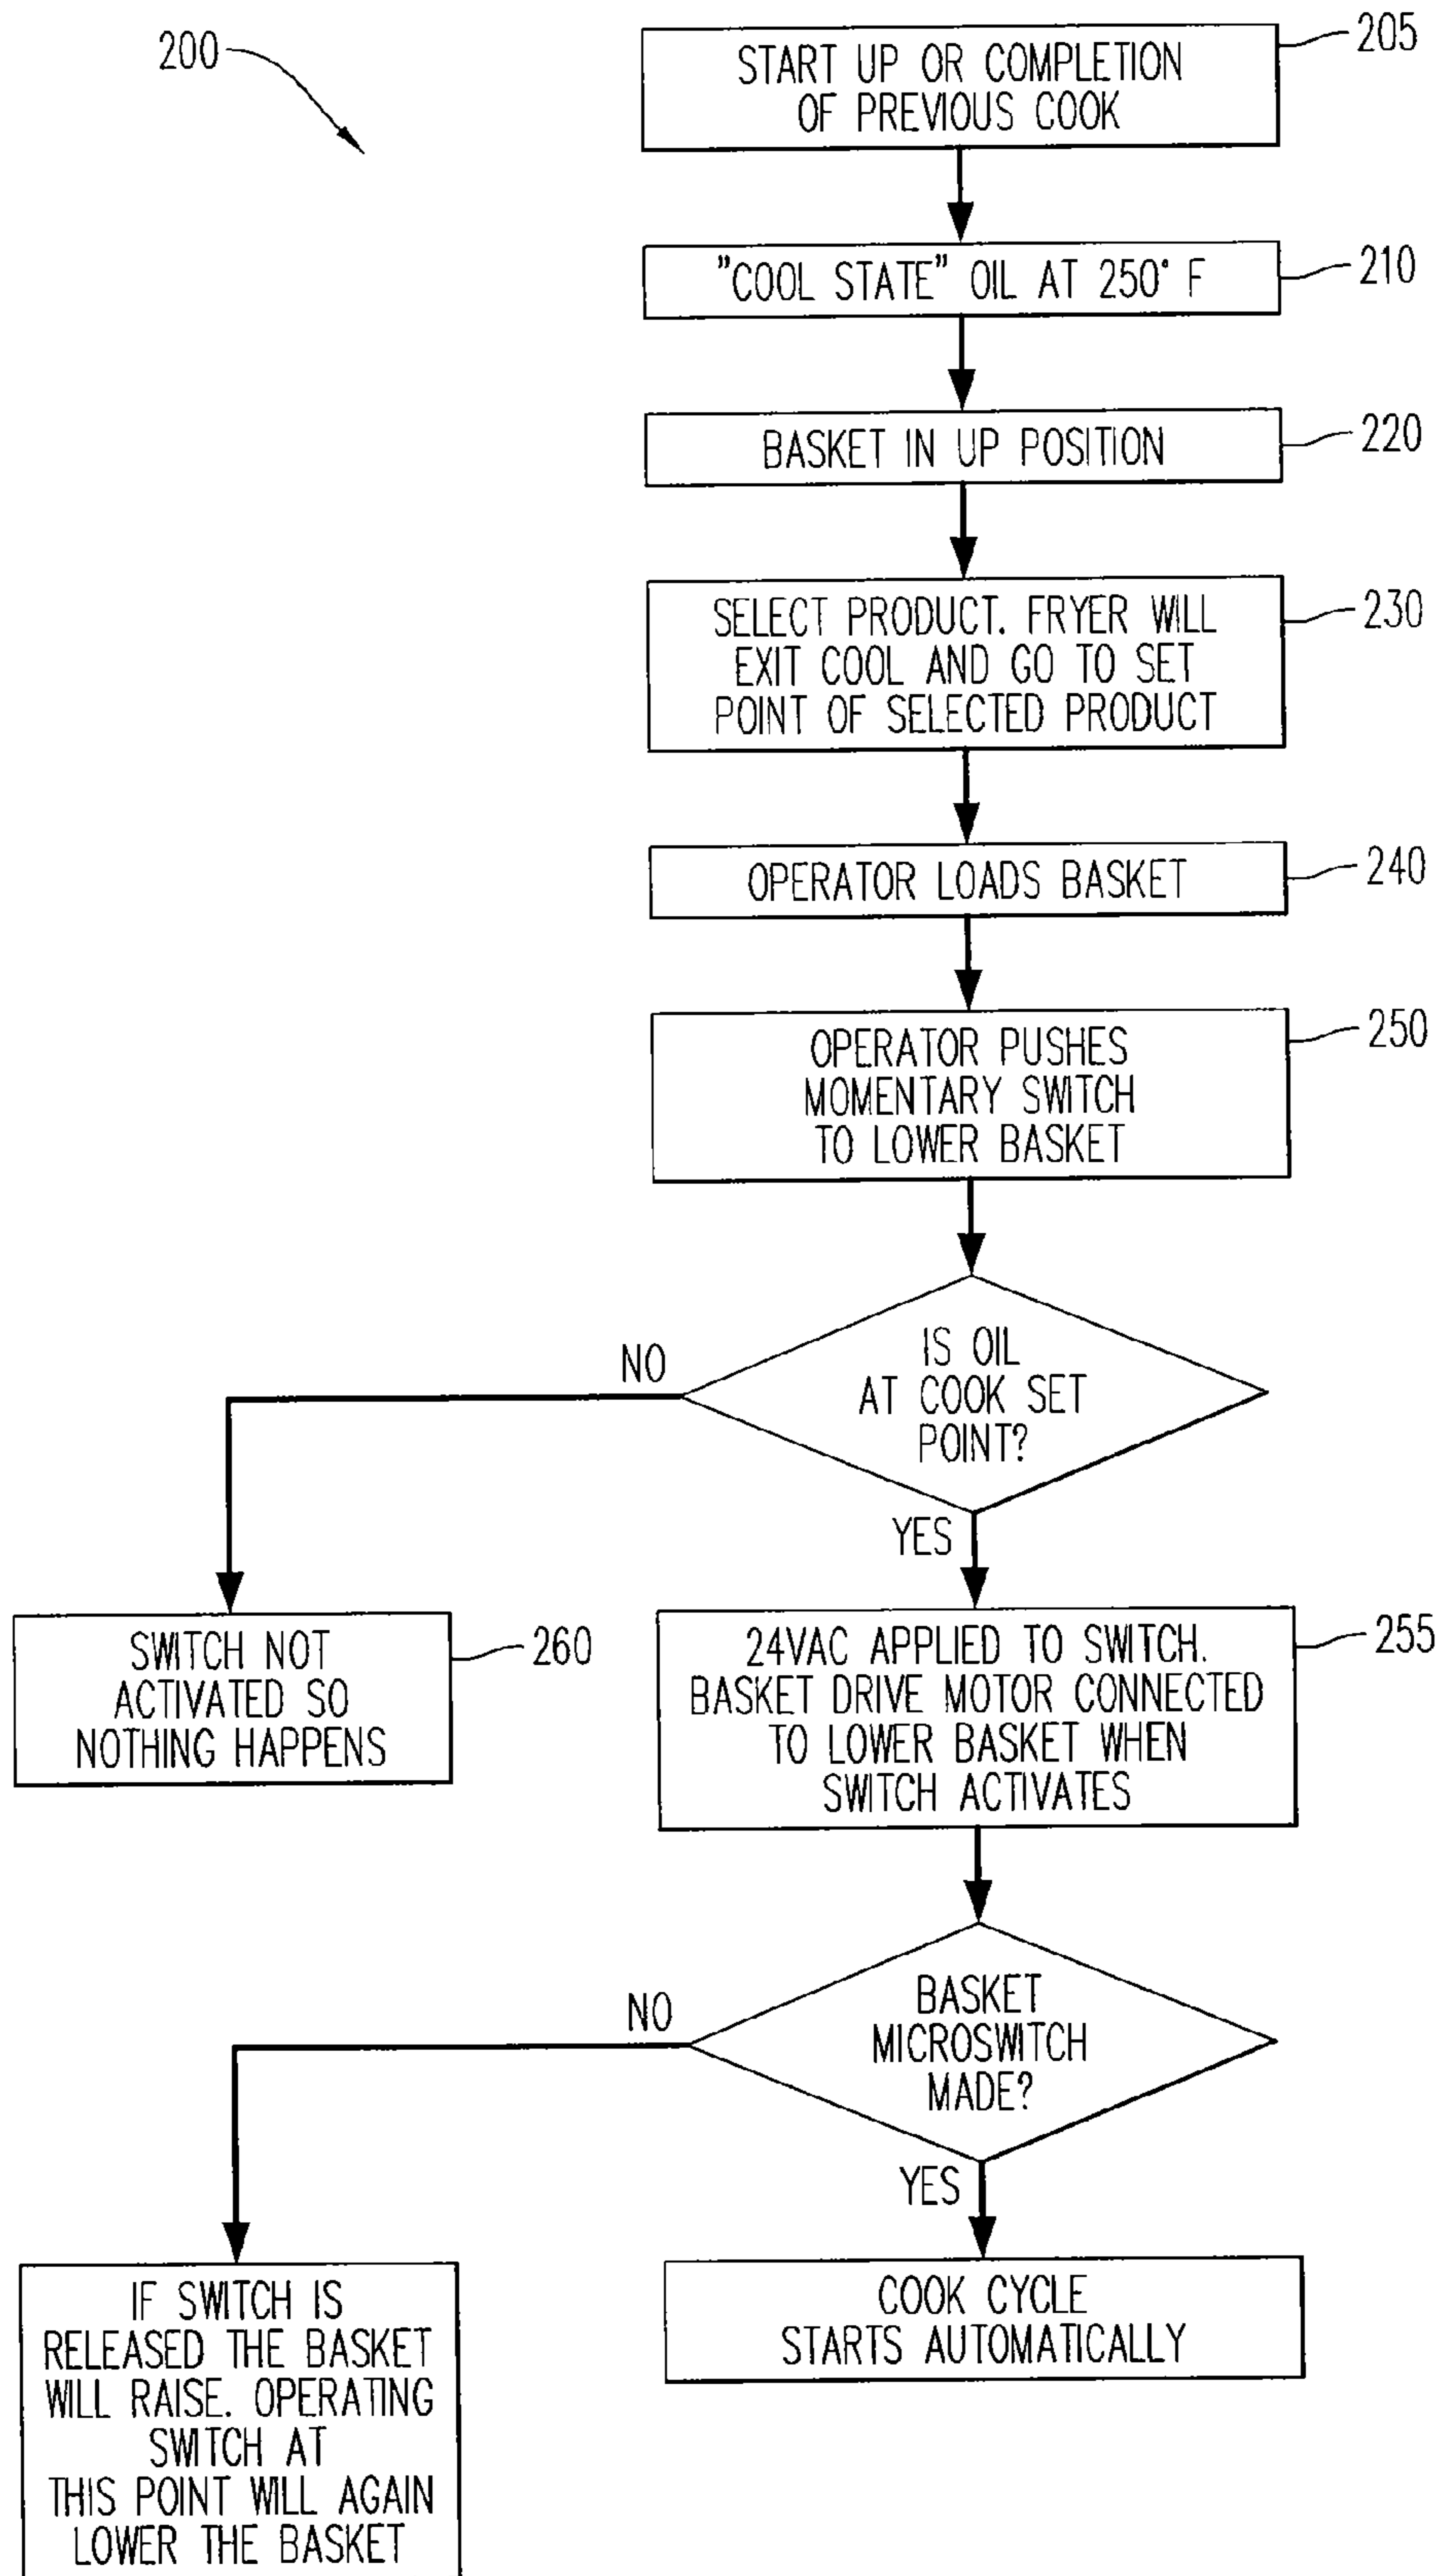 200
START UP OR COMPLETION
OF PREVIOUS COOK
205
"COOL STATE" OIL AT 250° F
210
BASKET IN UP POSITION
220
SELECT PRODUCT. FRYER WILL
EXIT COOL AND GO TO SET
POINT OF SELECTED PRODUCT
230
OPERATOR LOADS BASKET
240
OPERATOR PUSHES
MOMENTARY SWITCH
TO LOWER BASKET
250
IS OIL
AT COOK SET
POINT?
NO
YES
SWITCH NOT
ACTIVATED SO
NOTHING HAPPENS
260
24VAC APPLIED TO SWITCH.
BASKET DRIVE MOTOR CONNECTED
TO LOWER BASKET WHEN
SWITCH ACTIVATES
255
BASKET
MICROSWITCH
MADE?
NO
YES
IF SWITCH IS
RELEASED THE BASKET
WILL RAISE. OPERATING
SWITCH AT
THIS POINT WILL AGAIN
LOWER THE BASKET
COOK CYCLE
STARTS AUTOMATICALLY